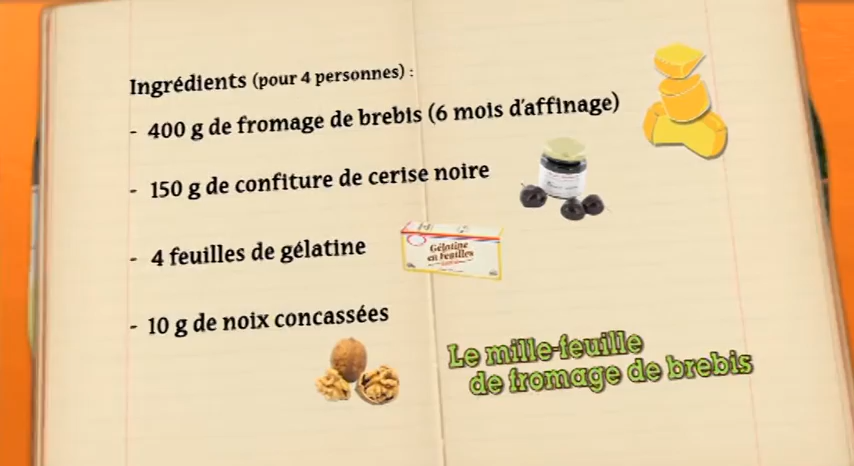 Ingrédients (pour 4 personnes) :
- 400 g de fromage de brebis (6 mois d'affinage)
- 150 g de confiture de cerise noire
- 4 feuilles de gélatine
Gélatine
en Feuilles
- 10 g de noix concassées
Le mille-feuille
de fromage de brebis